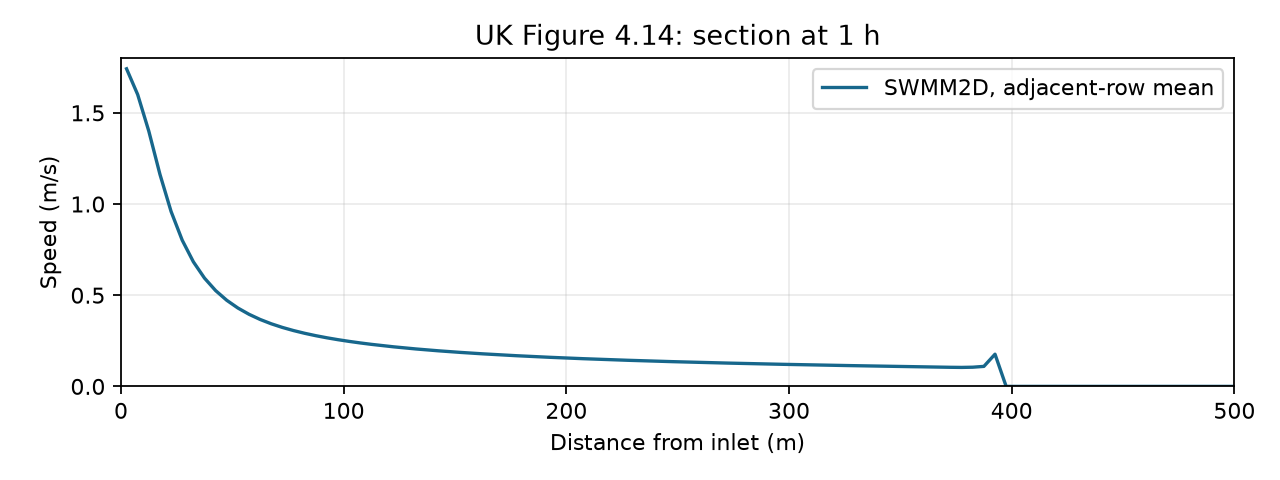 UK Figure 4.14: section at 1 h
SWMM2D, adjacent-row mean
Speed (m/s)
1.5
1.0
0.5
0.0
0 100 200 300 400 500
Distance from inlet (m)